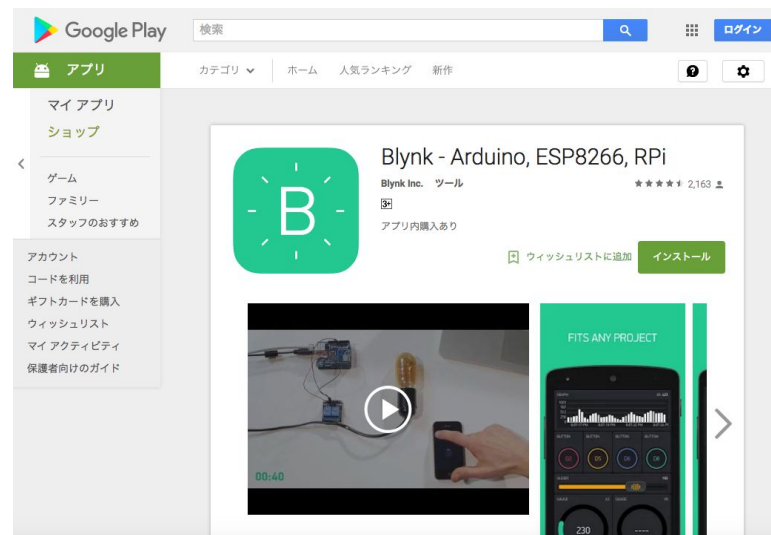 Google Play
検索
ログイン
アプリ
カテゴリ
ホーム
人気ランキング
新作
マイ アプリ
ショップ
ゲーム
ファミリー
スタッフのおすすめ
アカウント
コードを利用
ギフトカードを購入
ウィッシュリスト
マイ アクティビティ
保護者向けのガイド
B
Blynk - Arduino, ESP8266, RPi
Blynk Inc. ツール
2,163
3+
アプリ内購入あり
ウィッシュリストに追加
インストール
00:40
FITS ANY PROJECT
BUTTON BUTTON BUTTON BUTTON
230